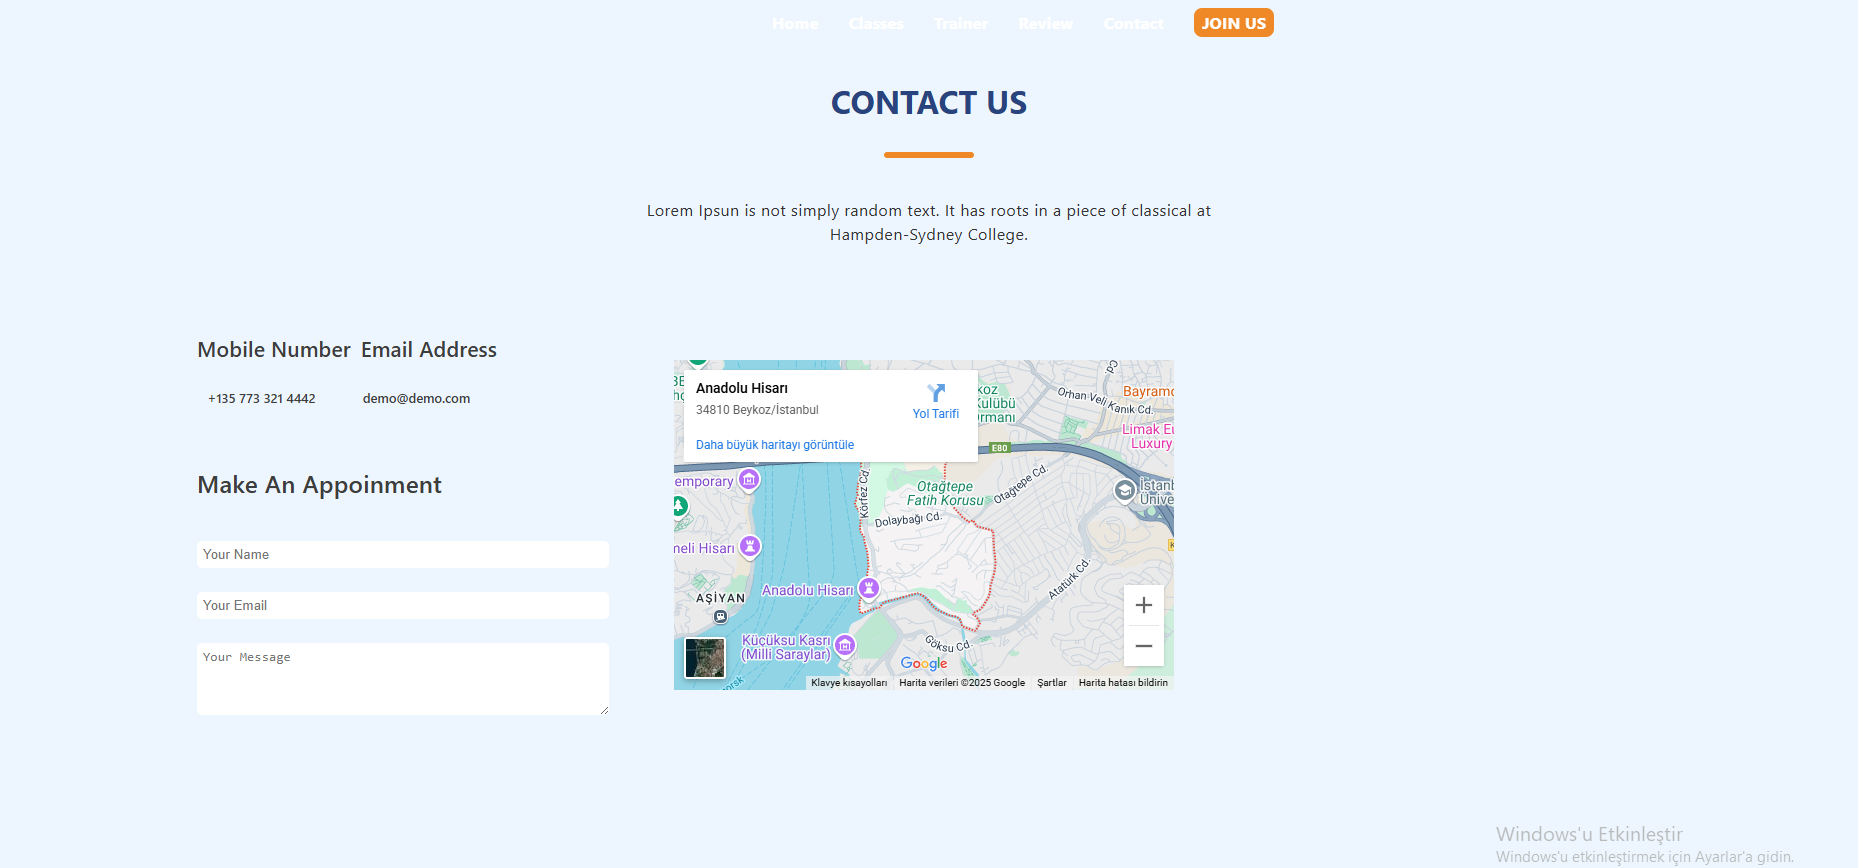 Home Classes Trainer Review Contact JOIN US
CONTACT US
Lorem Ipsun is not simply random text. It has roots in a piece of classical at
Hampden-Sydney College.
Mobile Number Email Address
+135 773 321 4442 demo@demo.com
Make An Appoinment
Your Name
Your Email
Your Message
Anadolu Hisarı
34810 Beykoz/İstanbul
Yol Tarifi
Daha büyük haritayı görüntüle
Orhan Veli Kanık Cd.
Limak
Luxury
E80
emporary
Körfez Cd.
Otağtepe
Fatih Korusu
Otağtepe Cd.
Dolaybağı Cd.
meli Hisarı
Anadolu Hisarı
Atatürk Cd.
AŞİYAN
Küçüksu Kasrı
(Milli Saraylar)
Göksu Cd.
Google
Klavye kısayolları Harita verileri ©2025 Google Şartlar Harita hatası bildirin
Windows'u Etkinleştir
Windows'u etkinleştirmek için Ayarlar'a gidin.